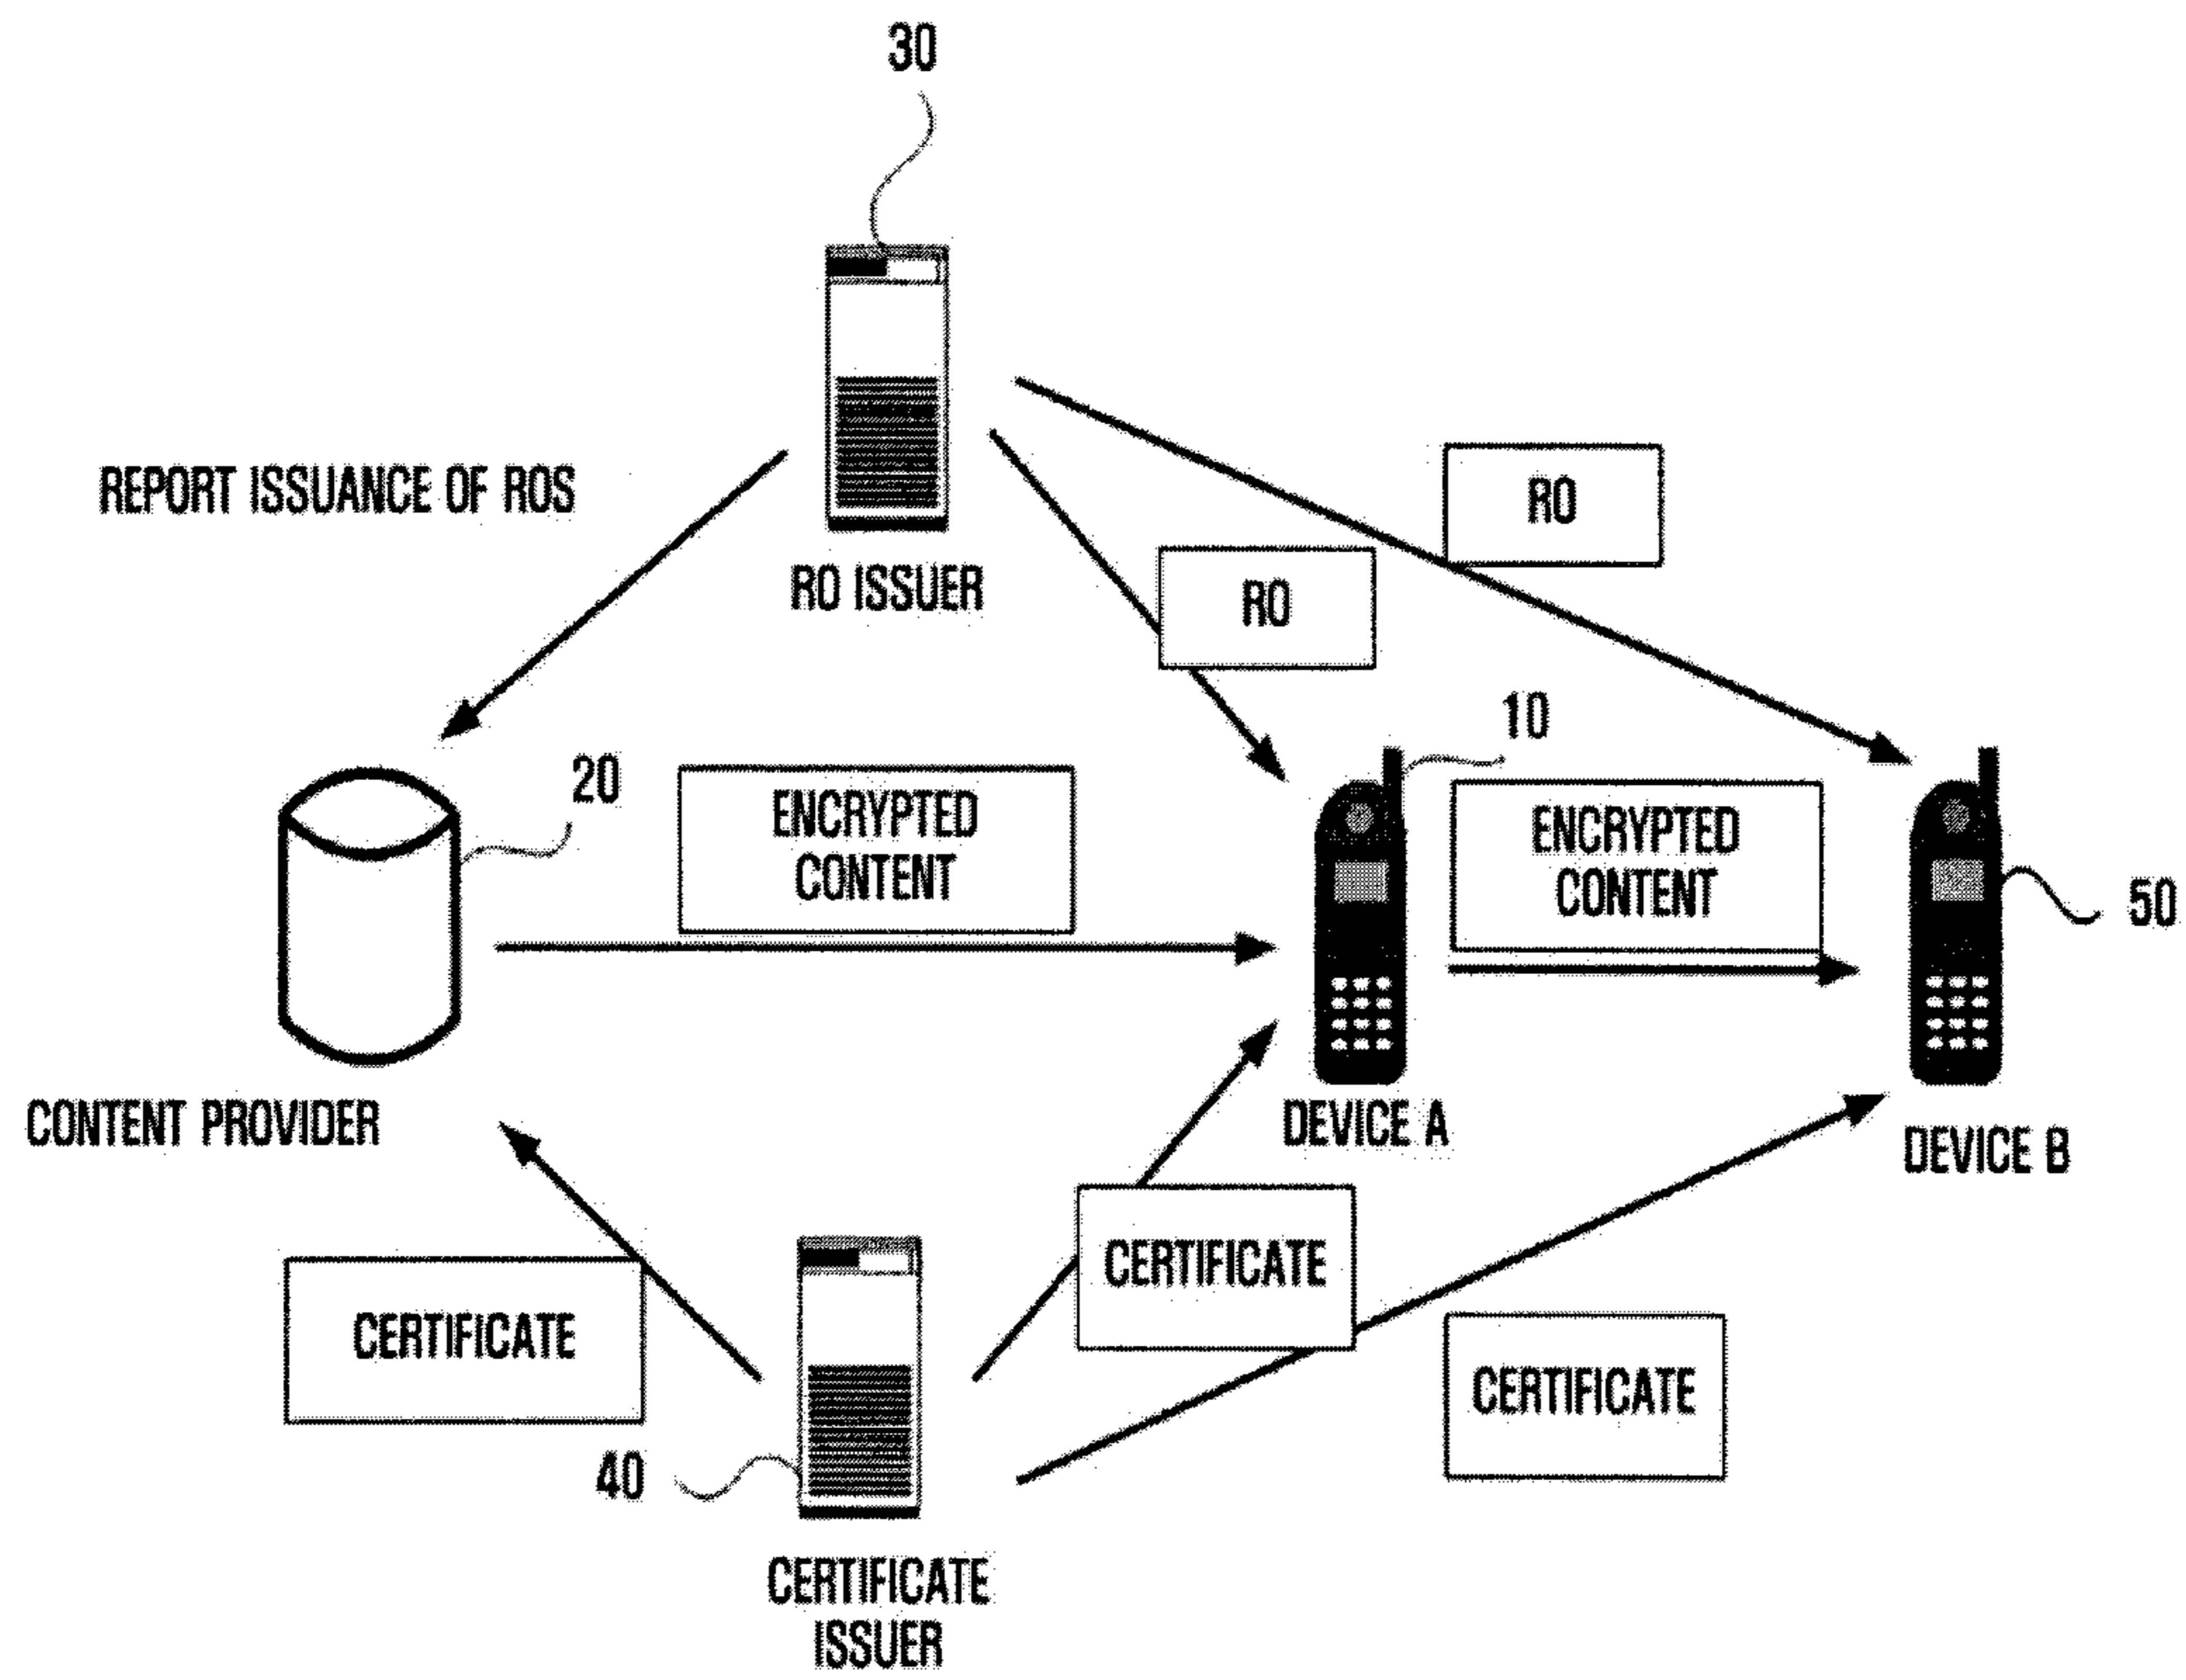 30
REPORT ISSUANCE OF ROS
RO
RO ISSUER
RO
10
20
ENCRYPTED
CONTENT
ENCRYPTED
CONTENT
50
CONTENT PROVIDER
DEVICE A
DEVICE B
CERTIFICATE
CERTIFICATE
CERTIFICATE
40
CERTIFICATE
ISSUER